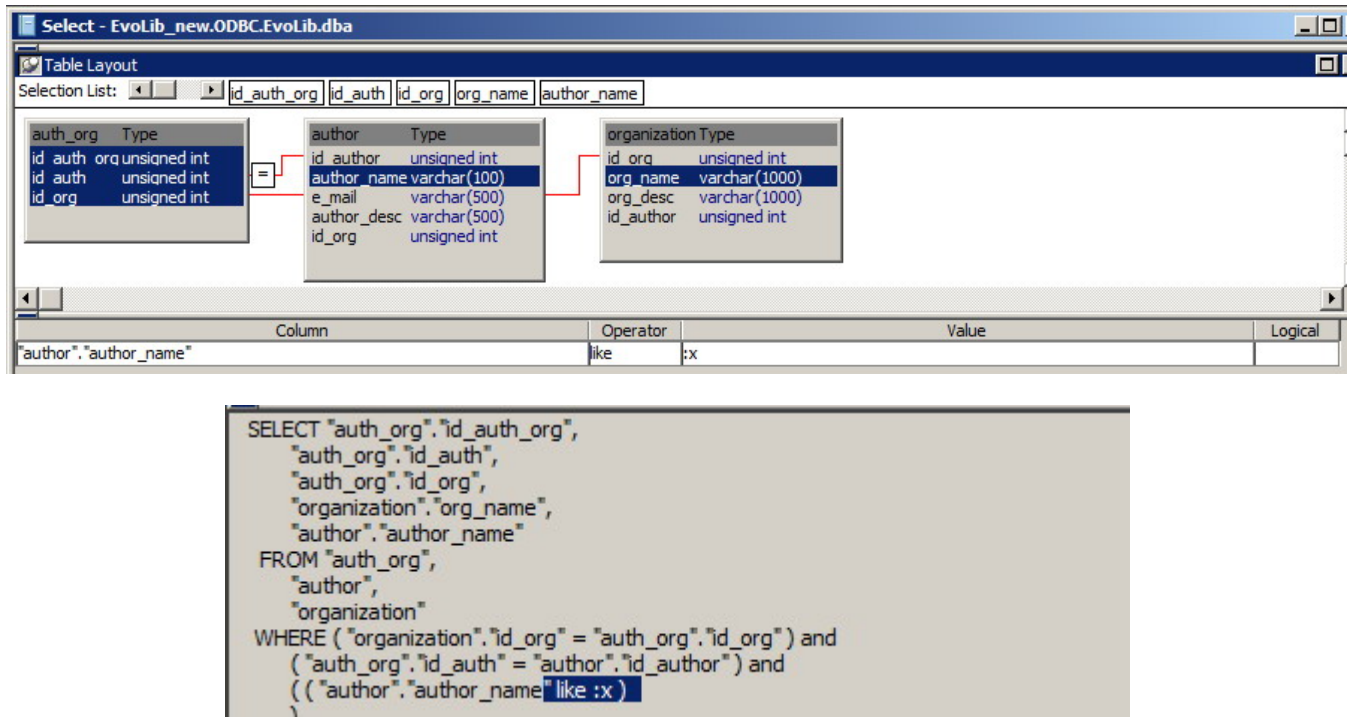 Select - EvoLib_new.ODBC.EvoLib.dba
Table Layout
Selection List: id_auth_org id_auth id_org org_name author_name
auth_org Type
id_auth_org unsigned int
id_auth unsigned int
id_org unsigned int
=
author Type
id_author unsigned int
author_name varchar(100)
e_mail varchar(500)
author_desc varchar(500)
id_org unsigned int
organization Type
id_org unsigned int
org_name varchar(1000)
org_desc varchar(1000)
id_author unsigned int
Column Operator Value Logical
"author"."author_name" like :x
SELECT "auth_org"."id_auth_org",
"auth_org"."id_auth",
"auth_org"."id_org",
"organization"."org_name",
"author"."author_name"
FROM "auth_org",
"author",
"organization"
WHERE ( "organization"."id_org" = "auth_org"."id_org" ) and
( "auth_org"."id_auth" = "author"."id_author" ) and
( ( "author"."author_name" like :x )
)